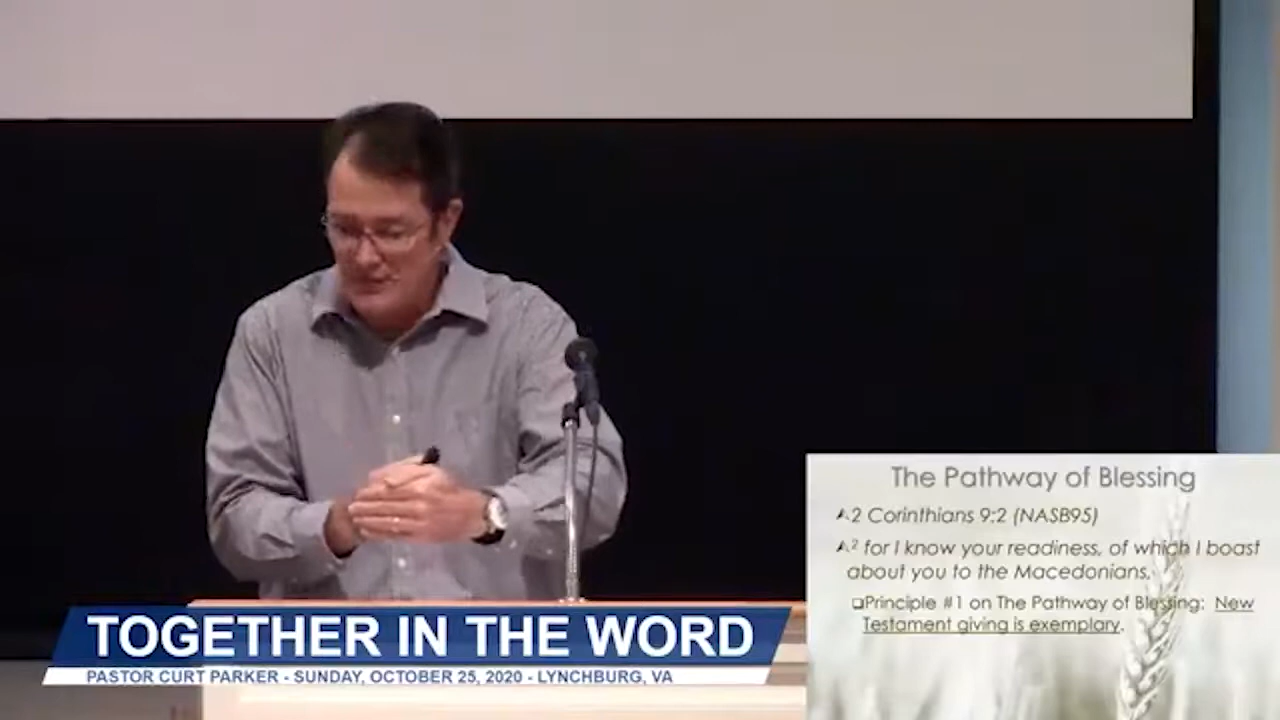 The Pathway of Blessing
2 Corinthians 9:2 (NASB95)
2 for I know your readiness, of which I boast
about you to the Macedonians,
Principle #1 on The Pathway of Blessing: New
Testament giving is exemplary.
TOGETHER IN THE WORD
PASTOR CURT PARKER - SUNDAY, OCTOBER 25, 2020 - LYNCHBURG, VA